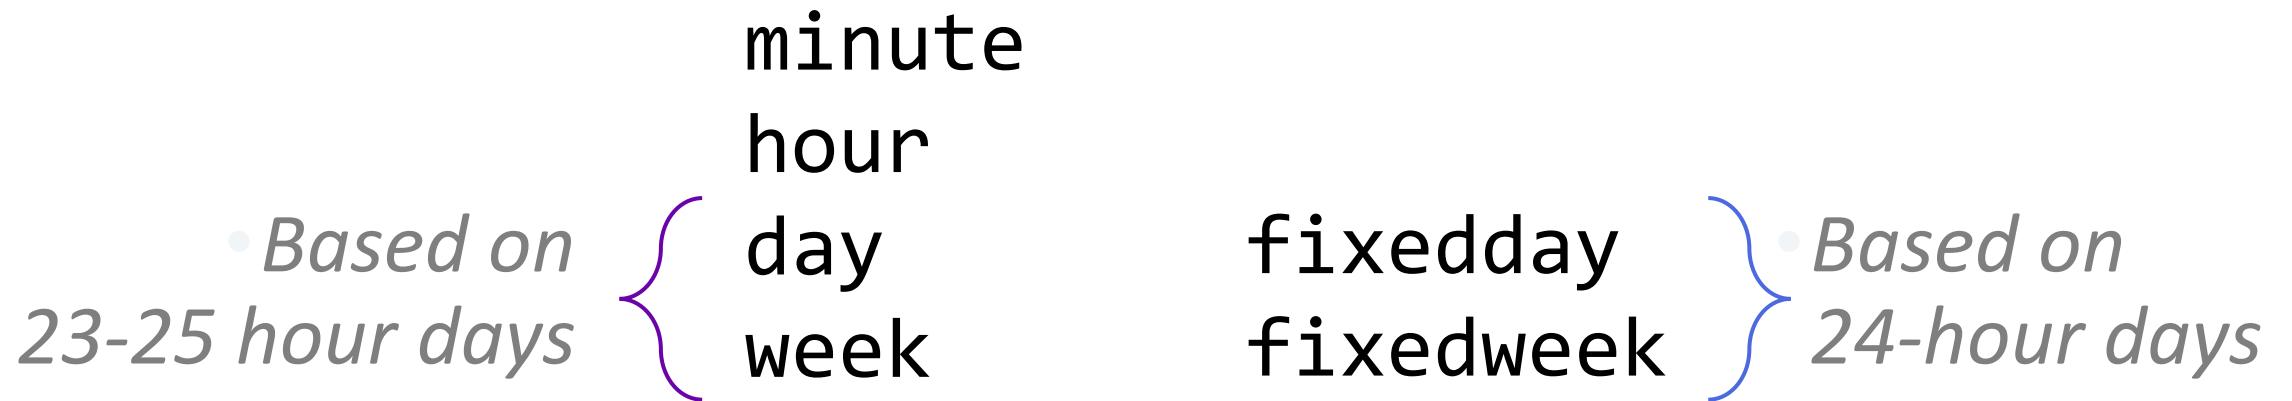 minute
hour
• Based on
23-25 hour days
day
week
fixedday
fixedweek
• Based on
24-hour days